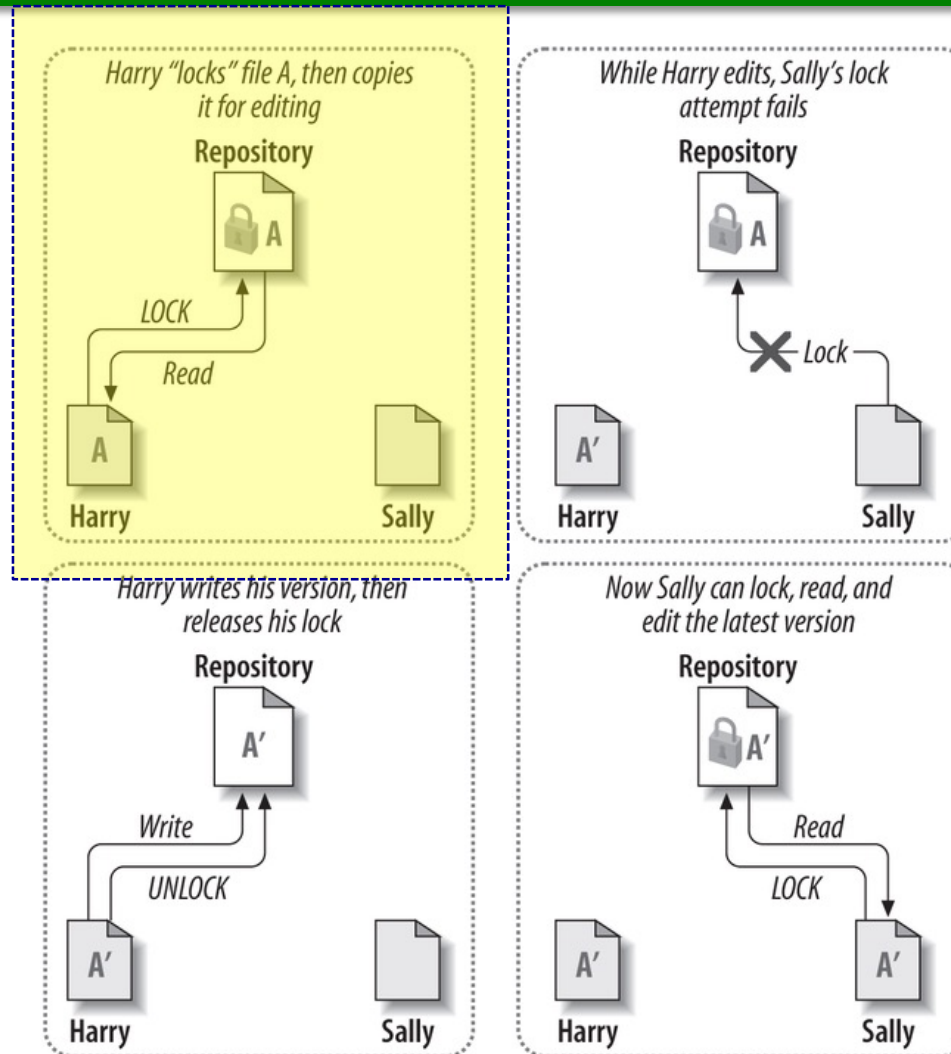 Harry “locks” file A, then copies
it for editing
Repository
A
LOCK
Read
A
Harry
Sally
While Harry edits, Sally’s lock
attempt fails
Repository
A
Lock
A′
Harry
Sally
Harry writes his version, then
releases his lock
Repository
A′
Write
UNLOCK
A′
Harry
Sally
Now Sally can lock, read, and
edit the latest version
Repository
A′
Read
LOCK
A′
Harry
A′
Sally